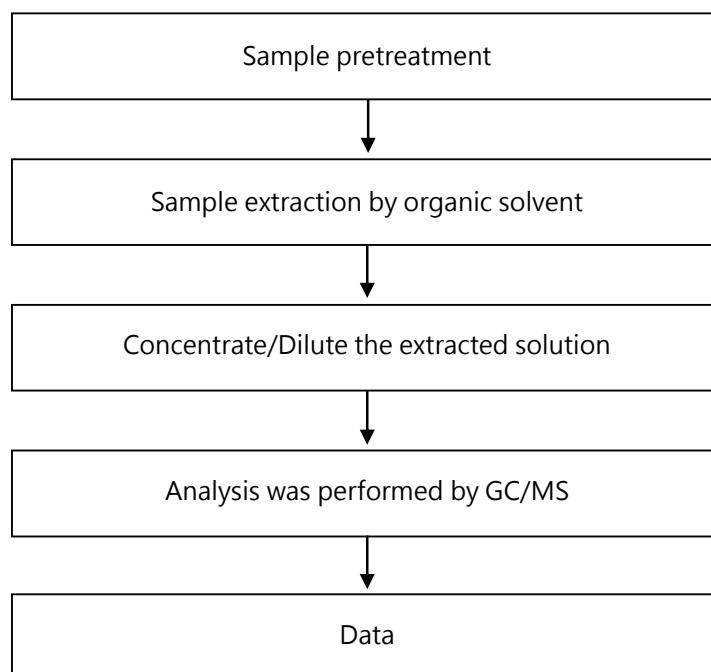 Sample pretreatment
Sample extraction by organic solvent
Concentrate/Dilute the extracted solution
Analysis was performed by GC/MS
Data